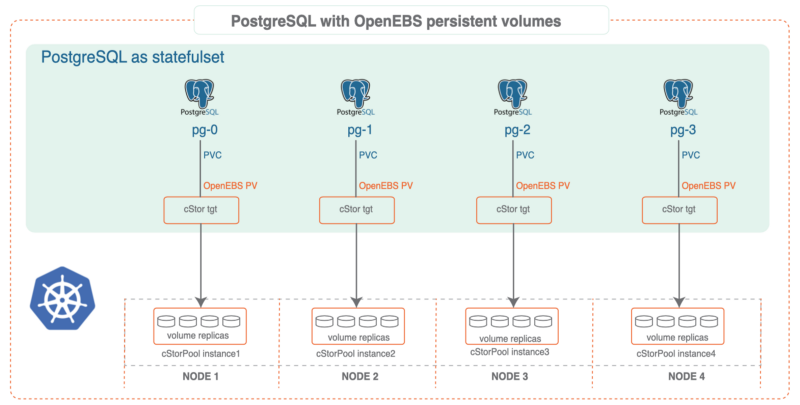 PostgreSQL with OpenEBS persistent volumes
PostgreSQL as statefulset
PostgreSQL PostgreSQL PostgreSQL PostgreSQL
pg-0 pg-1 pg-2 pg-3
PVC PVC PVC PVC
OpenEBS PV OpenEBS PV OpenEBS PV OpenEBS PV
cStor tgt cStor tgt cStor tgt cStor tgt
volume replicas volume replicas volume replicas volume replicas
cStorPool instance1 cStorPool instance2 cStorPool instance3 cStorPool instance4
NODE 1 NODE 2 NODE 3 NODE 4